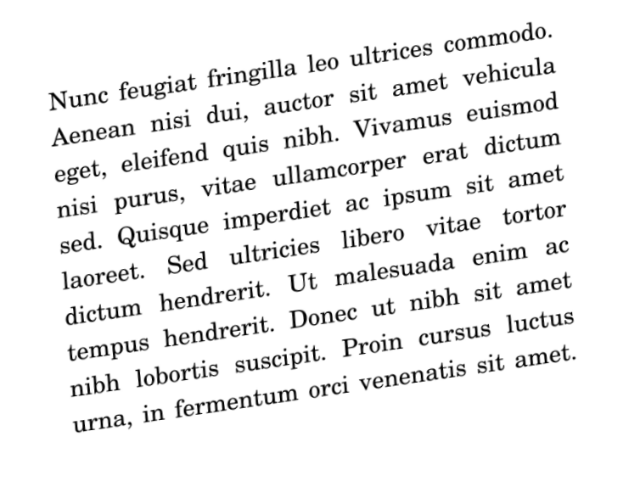 Nunc feugiat fringilla leo ultrices commodo.
Aenean nisi dui, auctor sit amet vehicula
eget, eleifend quis nibh. Vivamus euismod
nisi purus, vitae ullamcorper erat dictum
sed. Quisque imperdiet ac ipsum sit amet
laoreet. Sed ultricies libero vitae tortor
dictum hendrerit. Ut malesuada enim ac
tempus hendrerit. Donec ut nibh sit amet
nibh lobortis suscipit. Proin cursus luctus
urna, in fermentum orci venenatis sit amet.